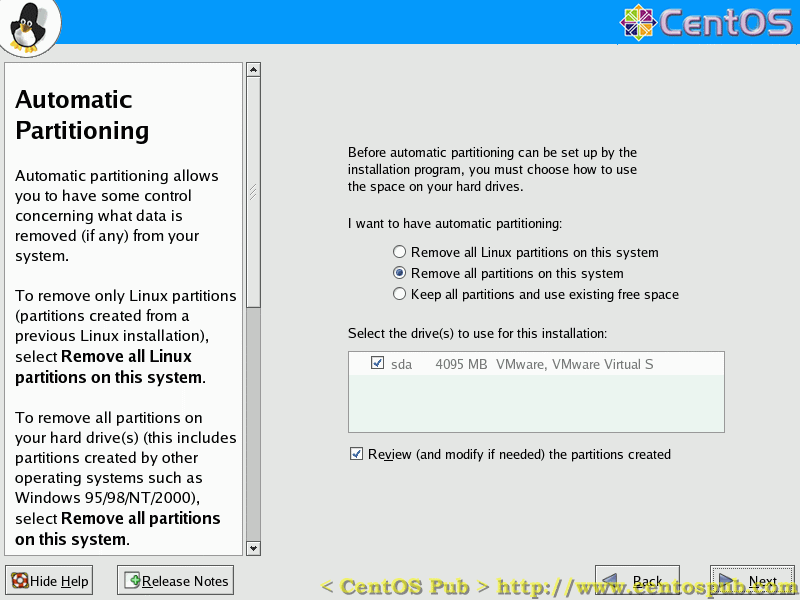 CentOS
Automatic
Partitioning
Automatic partitioning allows
you to have some control
concerning what data is
removed (if any) from your
system.
To remove only Linux partitions
(partitions created from a
previous Linux installation),
select Remove all Linux
partitions on this system.
To remove all partitions on
your hard drive(s) (this includes
partitions created by other
operating systems such as
Windows 95/98/NT/2000),
select Remove all partitions
on this system.
Before automatic partitioning can be set up by the
installation program, you must choose how to use
the space on your hard drives.
I want to have automatic partitioning:
Remove all Linux partitions on this system
Remove all partitions on this system
Keep all partitions and use existing free space
Select the drive(s) to use for this installation:
sda 4095 MB VMware, VMware Virtual S
Review (and modify if needed) the partitions created
Hide Help
Release Notes
Back
Next
< CentOS Pub > http://www.centospub.com